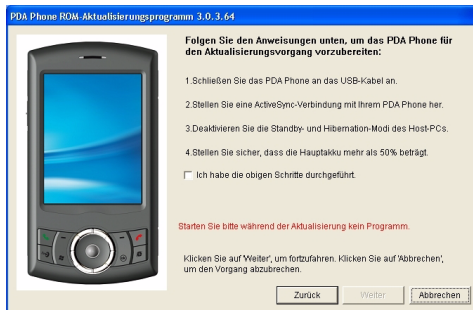 PDA Phone ROM-Aktualisierungsprogramm 3.0.3.64
Folgen Sie den Anweisungen unten, um das PDA Phone für
den Aktualisierungsvorgang vorzubereiten:
1.Schließen Sie das PDA Phone an das USB-Kabel an.
2.Stellen Sie eine ActiveSync-Verbindung mit Ihrem PDA Phone her.
3.Deaktivieren Sie die Standby- und Hibernation-Modi des Host-PCs.
4.Stellen Sie sicher, dass die Hauptakku mehr als 50% beträgt.
Ich habe die obigen Schritte durchgeführt.
Starten Sie bitte während der Aktualisierung kein Programm.
Klicken Sie auf 'Weiter', um fortzufahren. Klicken Sie auf 'Abbrechen',
um den Vorgang abzubrechen.
Zurück Weiter Abbrechen